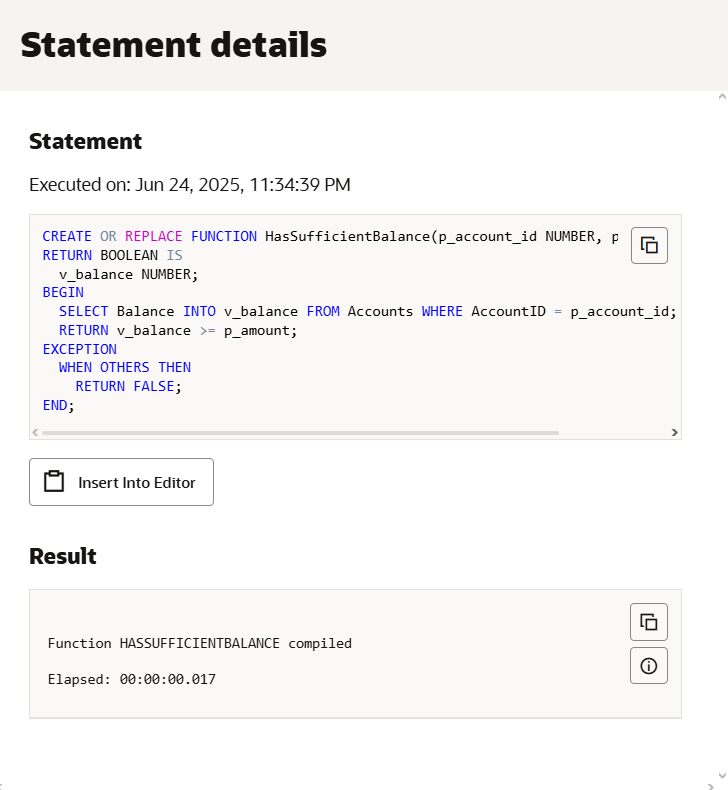 Statement details
Statement
Executed on: Jun 24, 2025, 11:34:39 PM
CREATE OR REPLACE FUNCTION HasSufficientBalance(p_account_id NUMBER, p
RETURN BOOLEAN IS
  v_balance NUMBER;
BEGIN
  SELECT Balance INTO v_balance FROM Accounts WHERE AccountID = p_account_id;
  RETURN v_balance >= p_amount;
EXCEPTION
  WHEN OTHERS THEN
    RETURN FALSE;
END;
Insert Into Editor
Result
Function HASSUFFICIENTBALANCE compiled
Elapsed: 00:00:00.017